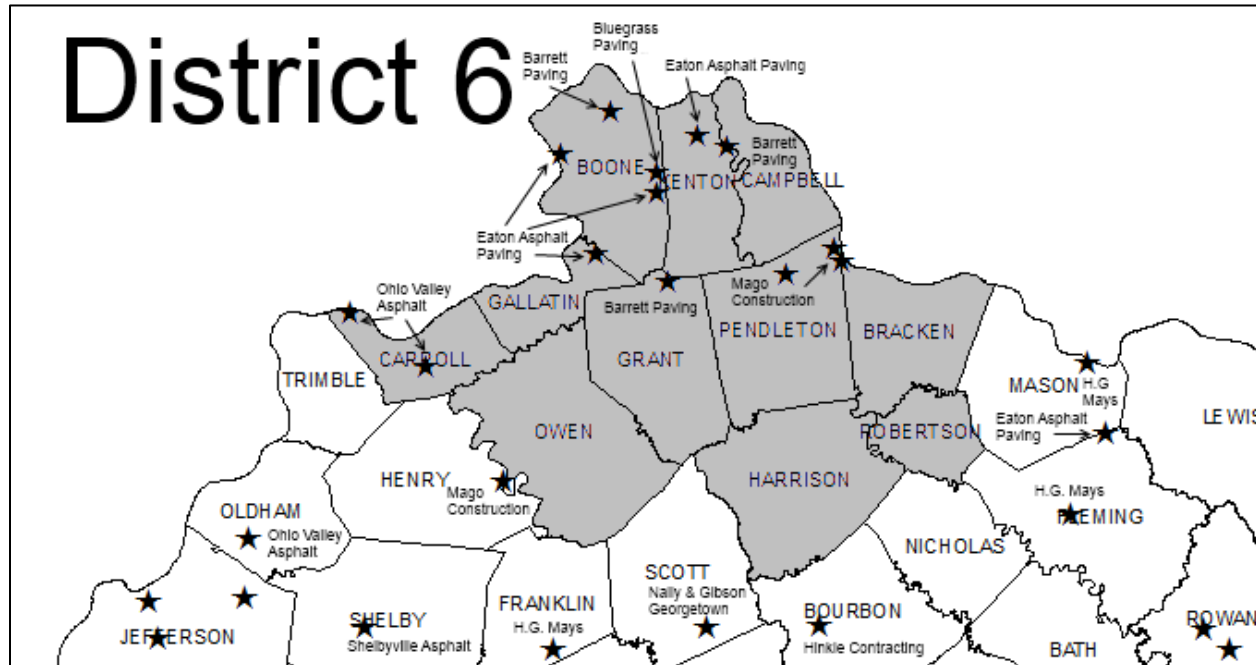 District 6
Bluegrass
Paving
Barrett
Paving
Eaton Asphalt Paving
Barrett
Paving
BOONE
KENTON
CAMPBELL
Eaton Asphalt
Paving
Ohio Valley
Asphalt
GALLATIN
Barrett Paving
Mago
Construction
PENDLETON
BRACKEN
CARROLL
GRANT
TRIMBLE
MASON
H.G
Mays
LEWIS
Eaton Asphalt
Paving
OWEN
ROBERTSON
HENRY
HARRISON
Mago
Construction
H.G. Mays
FLEMING
OLDHAM
Ohio Valley
Asphalt
NICHOLAS
SCOTT
Nally & Gibson
Georgetown
FRANKLIN
H.G. Mays
BOURBON
Hinkle Contracting
SHELBY
Shelbyville Asphalt
JEFFERSON
BATH
ROWAN